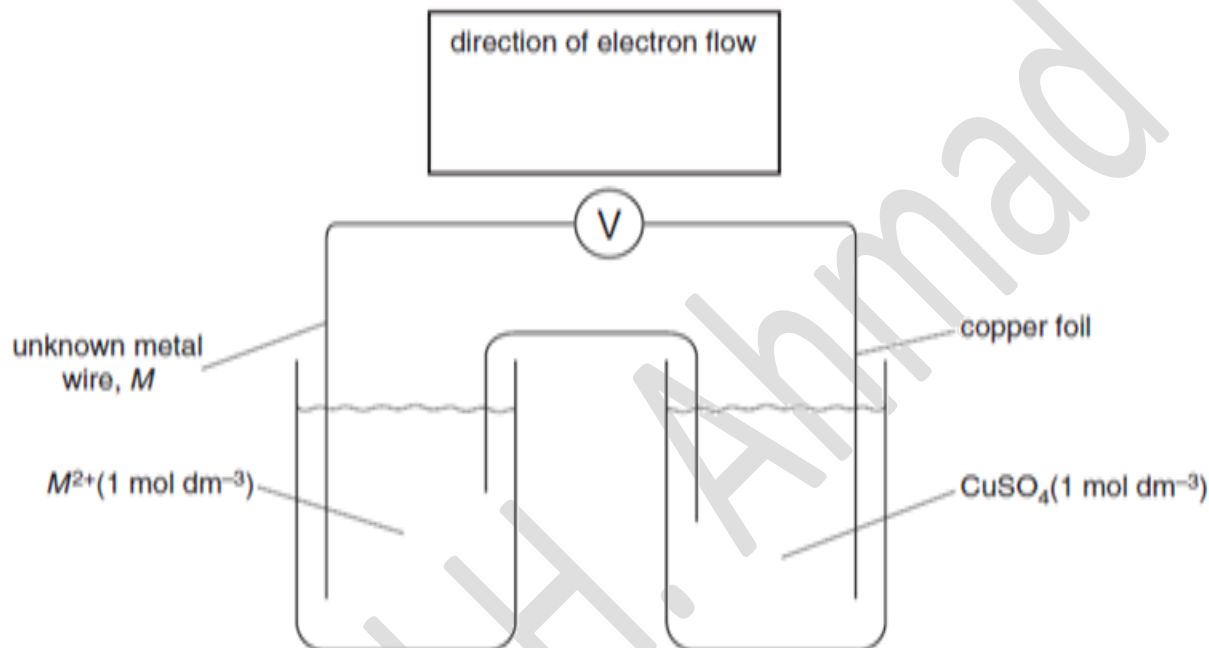 direction of electron flow
V
unknown metal
wire, M
copper foil
M²⁺(1 mol dm⁻³)
CuSO₄(1 mol dm⁻³)
H. Ahmad